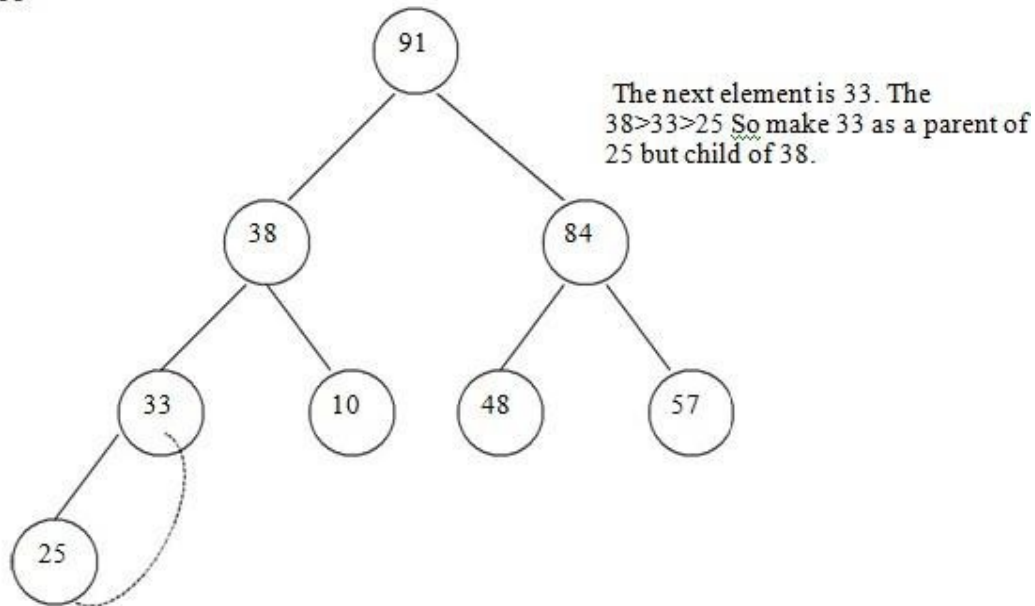 91
The next element is 33. The
38>33>25 So make 33 as a parent of
25 but child of 38.
38
84
33
10
48
57
25